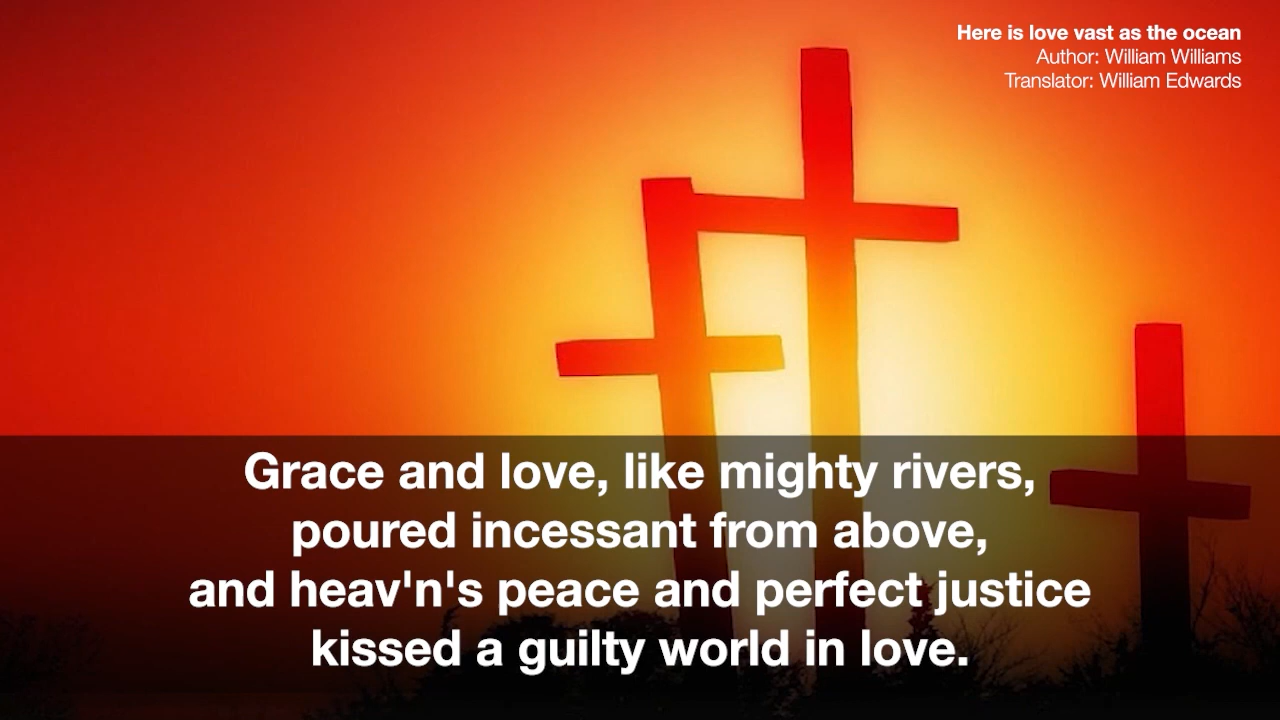 Here is love vast as the ocean
Author: William Williams
Translator: William Edwards
Grace and love, like mighty rivers,
poured incessant from above,
and heav'n's peace and perfect justice
kissed a guilty world in love.